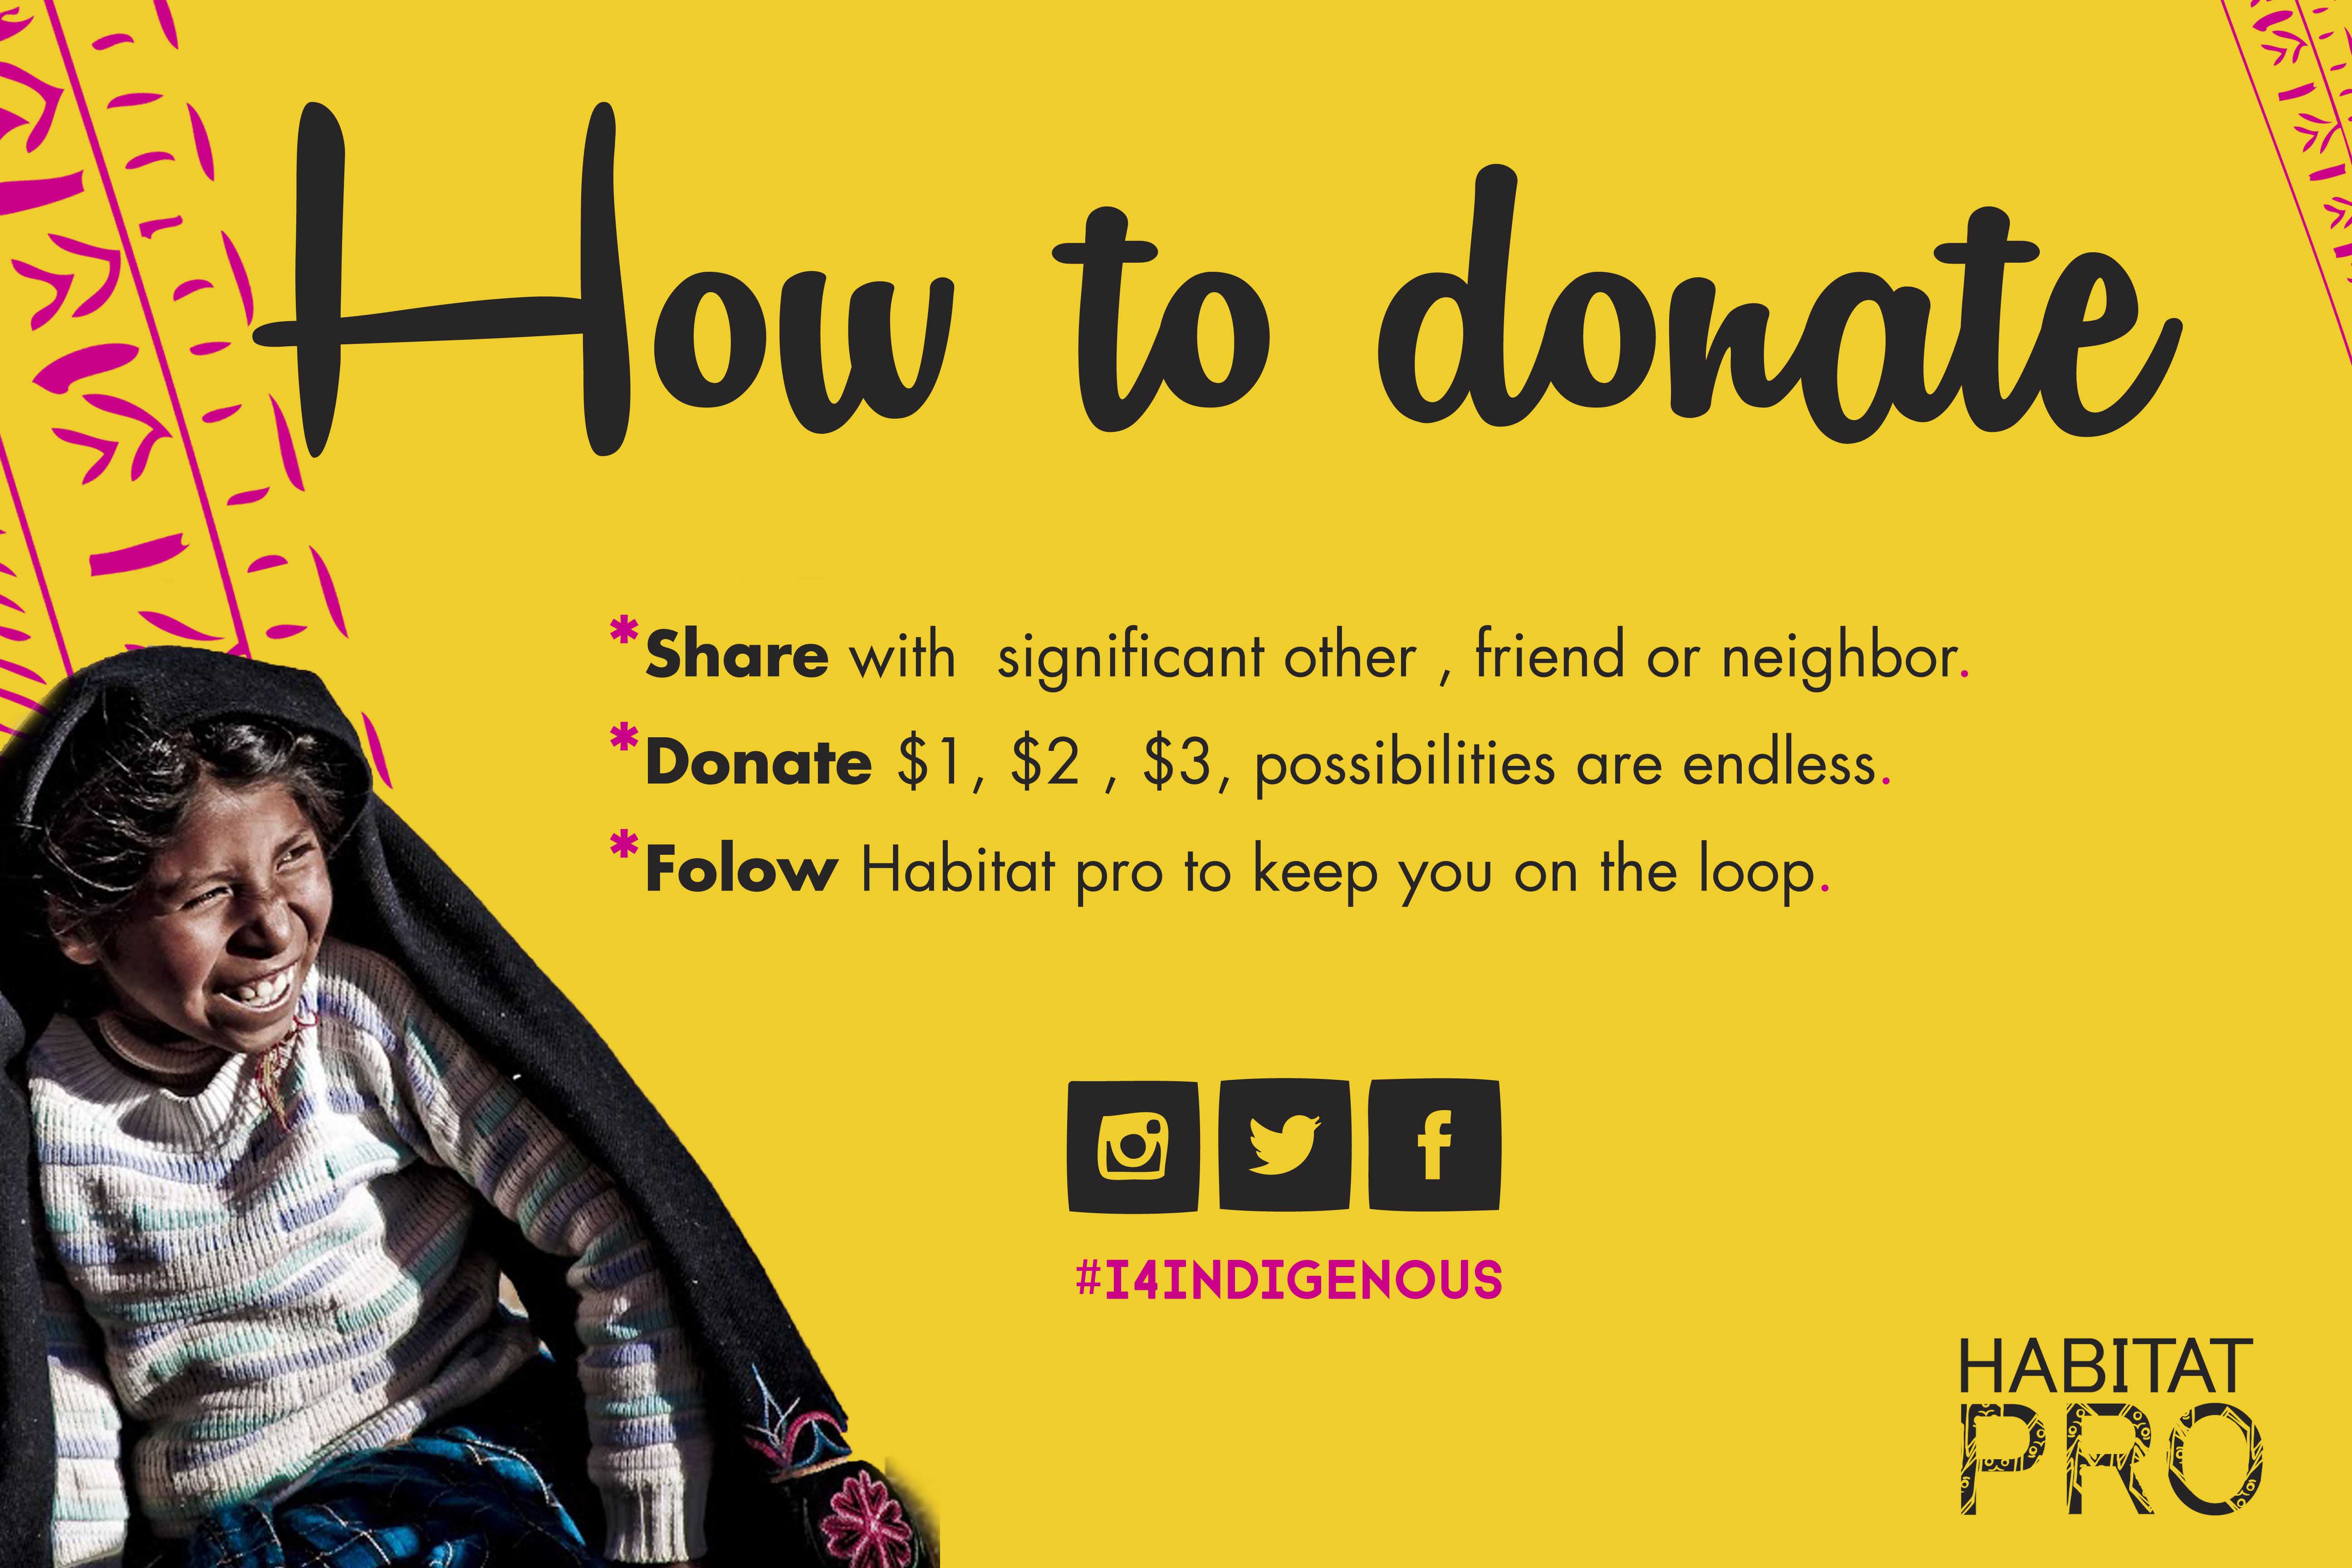 How to donate
*Share with significant other , friend or neighbor.
*Donate $1, $2 , $3, possibilities are endless.
*Folow Habitat pro to keep you on the loop.
#I4INDIGENOUS
HABITAT
PRO